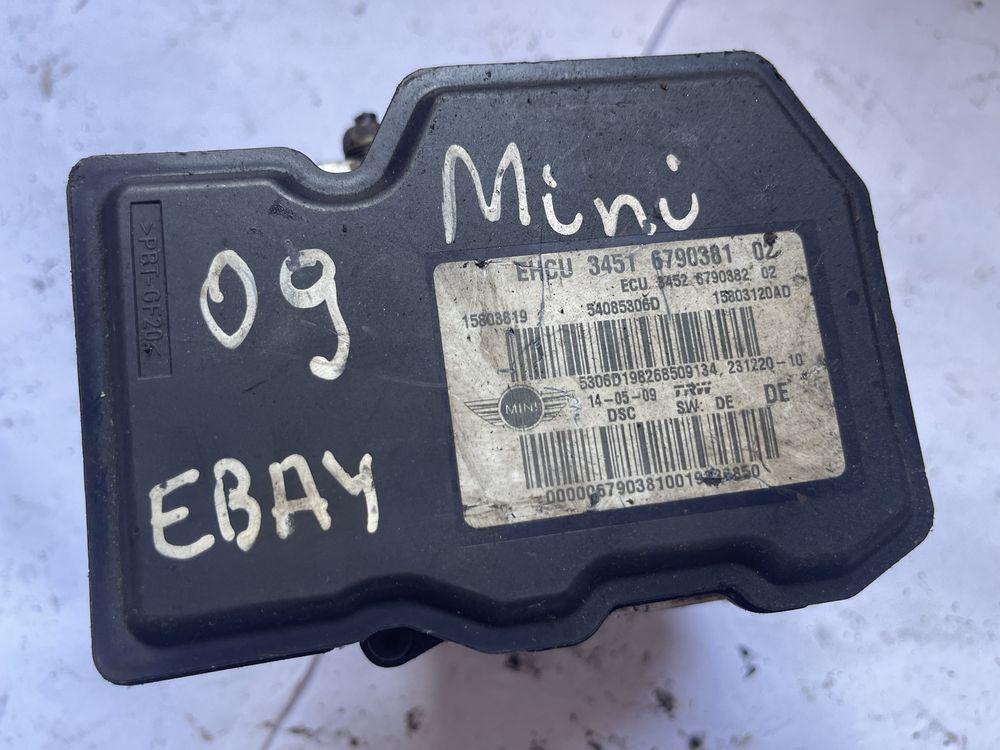 Mini
09
EBAY
>PBT-GF20<
EHCU 3451 6790381 02
ECU 3452 6790382 02
15803819 54085306D 15803120AD
5306D198268509134, 231220-10
MINI
14-05-09 TRW
DSC SW: DE DE